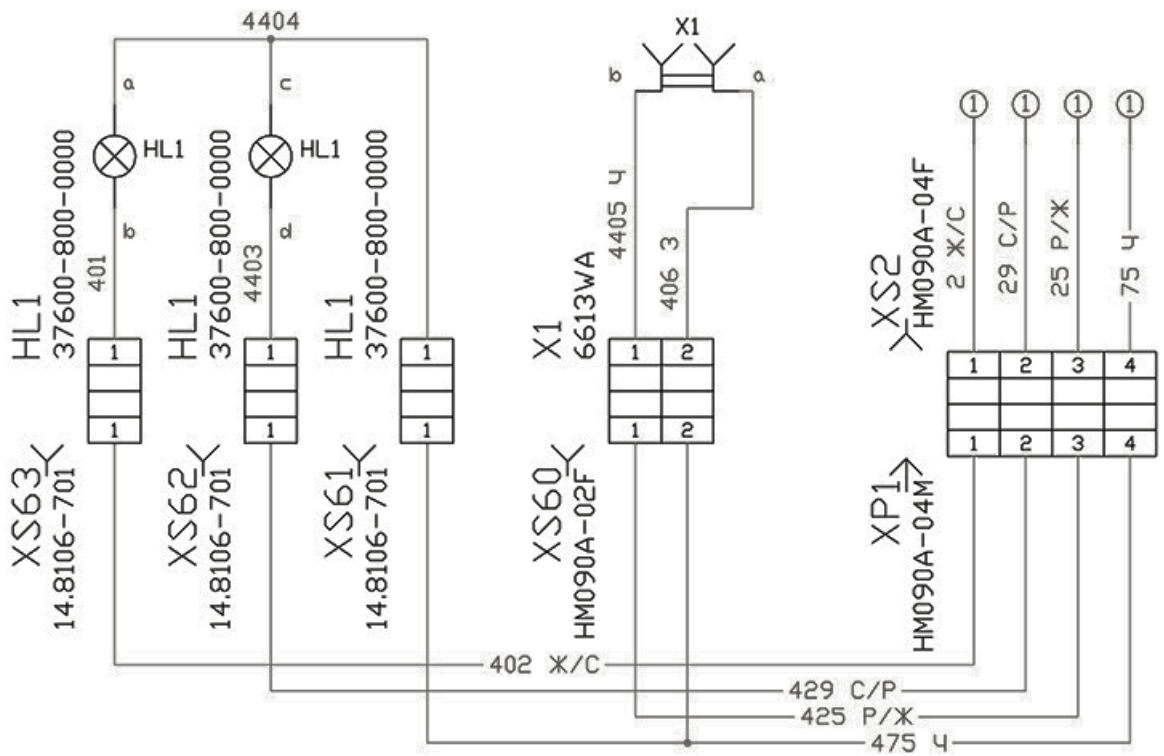 4404
X1
a
c
b
a
1
1
1
1
HL1
HL1
b
d
401
4403
4405 Ч
406 З
2 Ж/С
29 С/Р
25 Р/Ж
75 Ч
HL1
37600-800-0000
HL1
37600-800-0000
HL1
37600-800-0000
X1
6613WA
XS2
HM090A-04F
1
1
1
1 2
1 2 3 4
1
1
1
1 2
1 2 3 4
XS63
14.8106-701
XS62
14.8106-701
XS61
14.8106-701
XS60
HM090A-02F
XP1
HM090A-04M
402 Ж/С
429 С/Р
425 Р/Ж
475 Ч